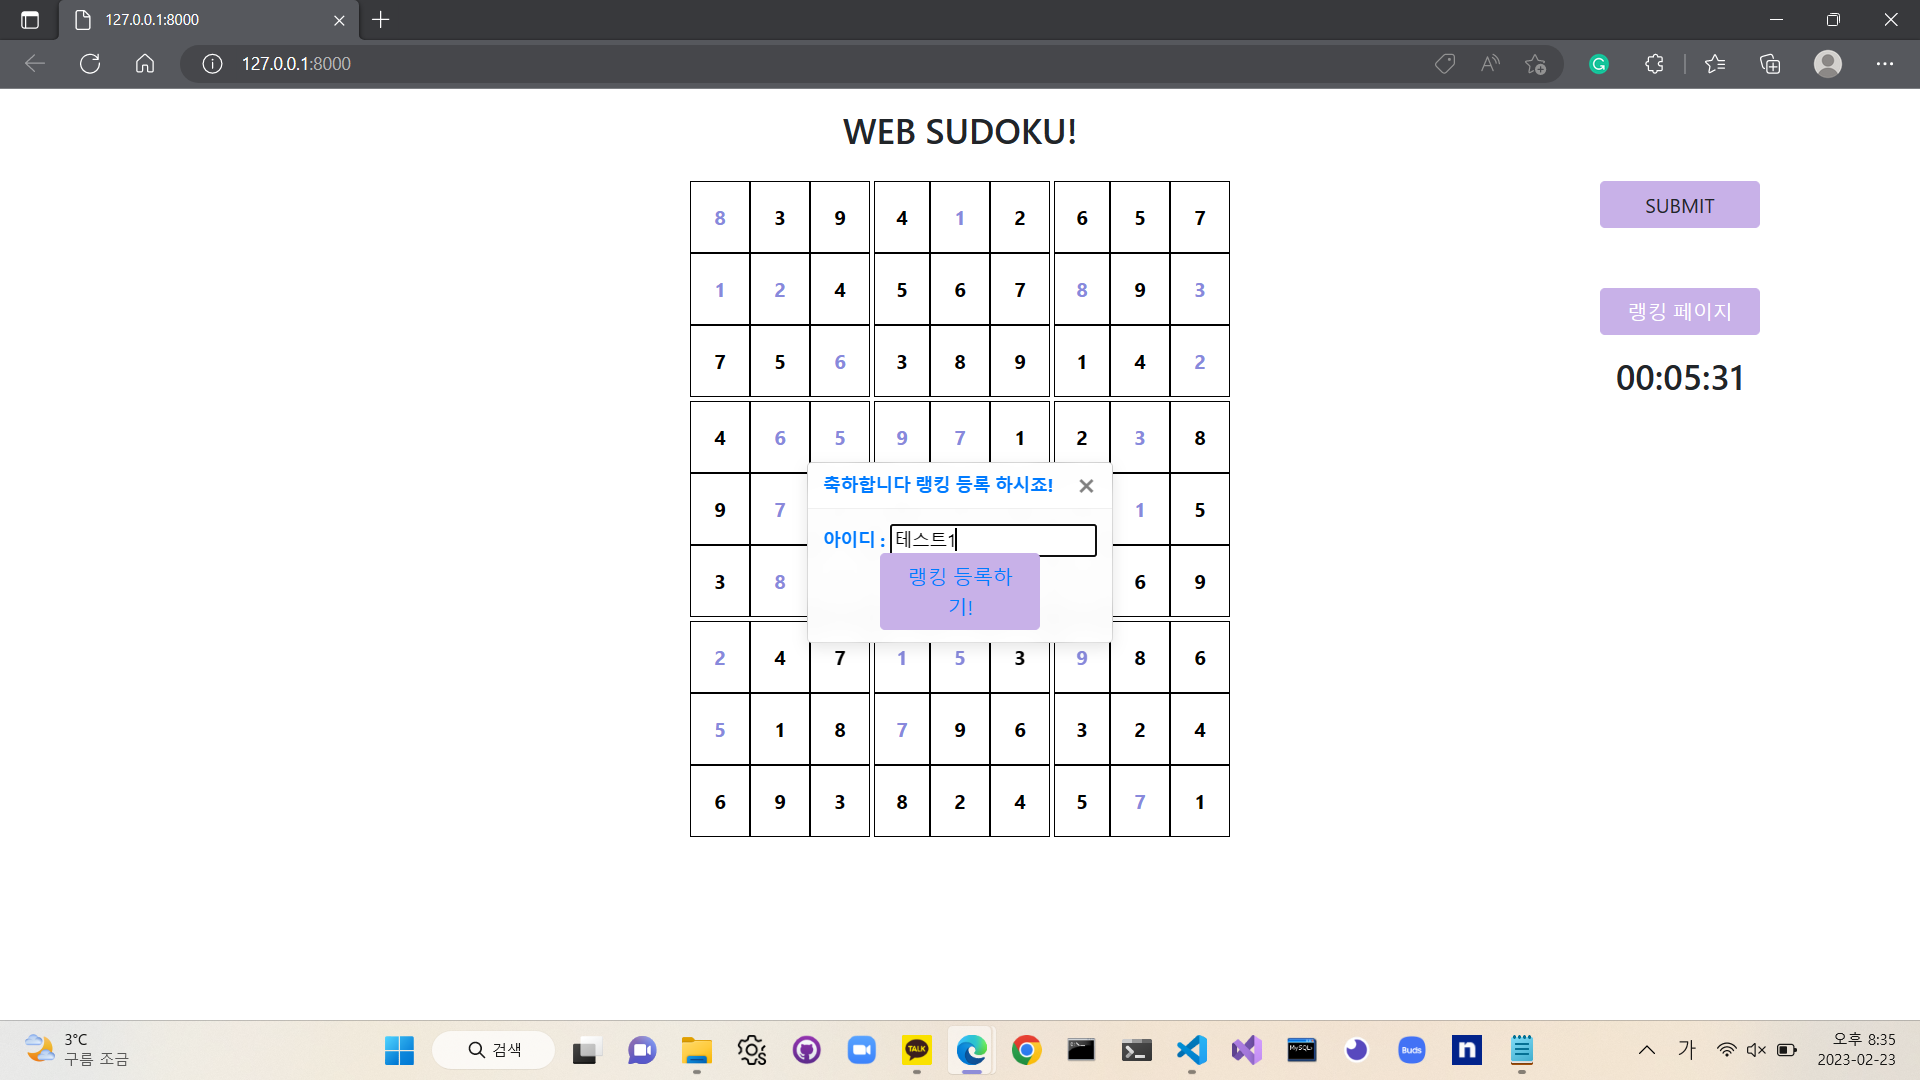 127.0.0.1:8000
127.0.0.1:8000
WEB SUDOKU!
8 3 9 4 1 2 6 5 7
1 2 4 5 6 7 8 9 3
7 5 6 3 8 9 1 4 2
4 6 5 9 7 1 2 3 8
9 7 1 5
3 8 6 9
2 4 7 1 5 3 9 8 6
5 1 8 7 9 6 3 2 4
6 9 3 8 2 4 5 7 1
축하합니다 랭킹 등록 하시죠! ×
아이디 : 테스트1
랭킹 등록하
기!
SUBMIT
랭킹 페이지
00:05:31
3°C
구름 조금
검색
TALK
MySQL
Buds
n
가
오후 8:35
2023-02-23